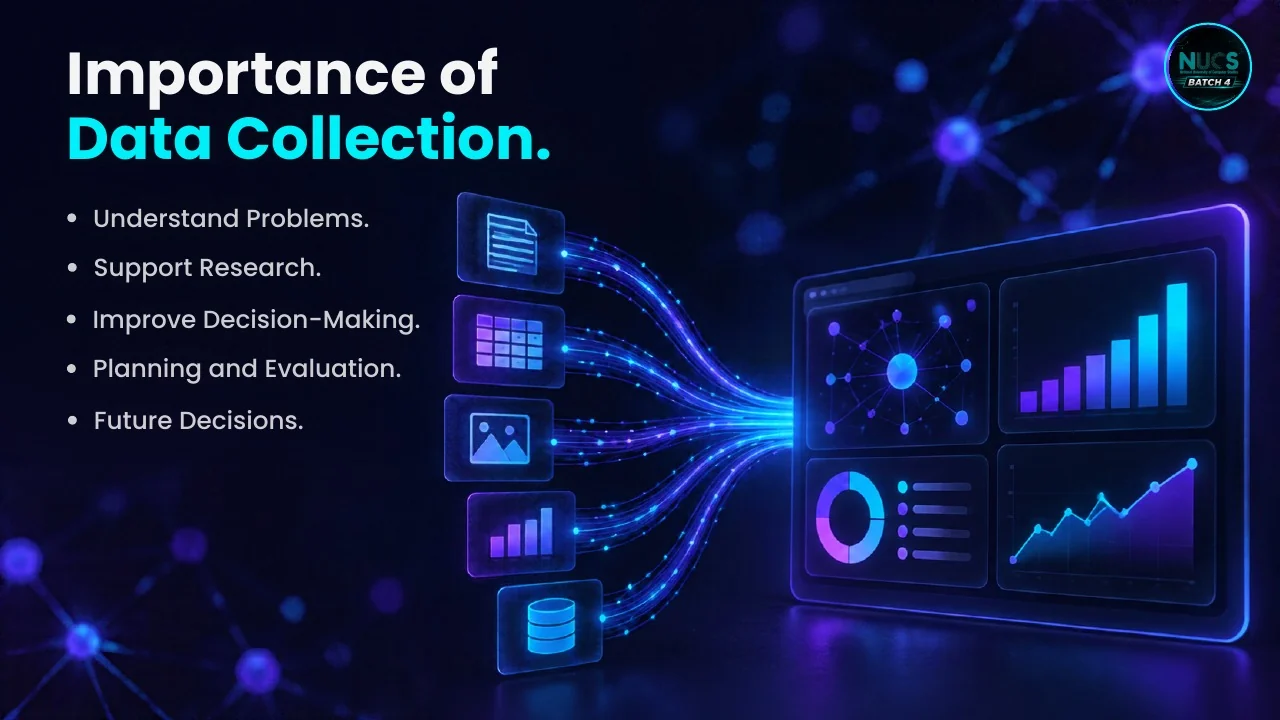 Importance of
Data Collection.
NUCS
BATCH 4
• Understand Problems.
• Support Research.
• Improve Decision-Making.
• Planning and Evaluation.
• Future Decisions.